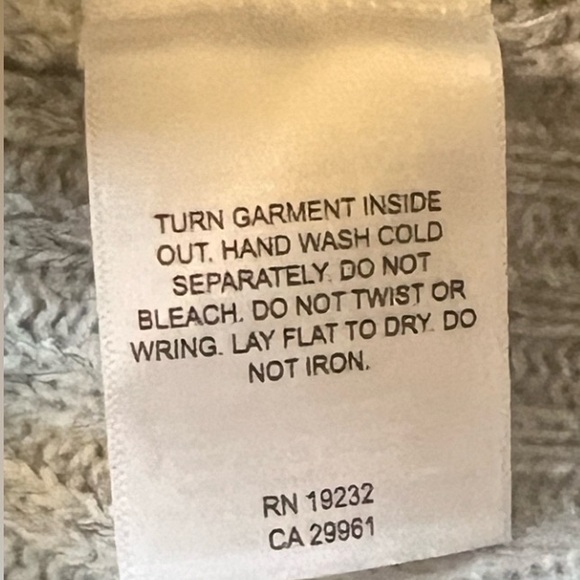 TURN GARMENT INSIDE
OUT. HAND WASH COLD
SEPARATELY. DO NOT
BLEACH. DO NOT TWIST OR
WRING. LAY FLAT TO DRY. DO
NOT IRON.
RN 19232
CA 29961